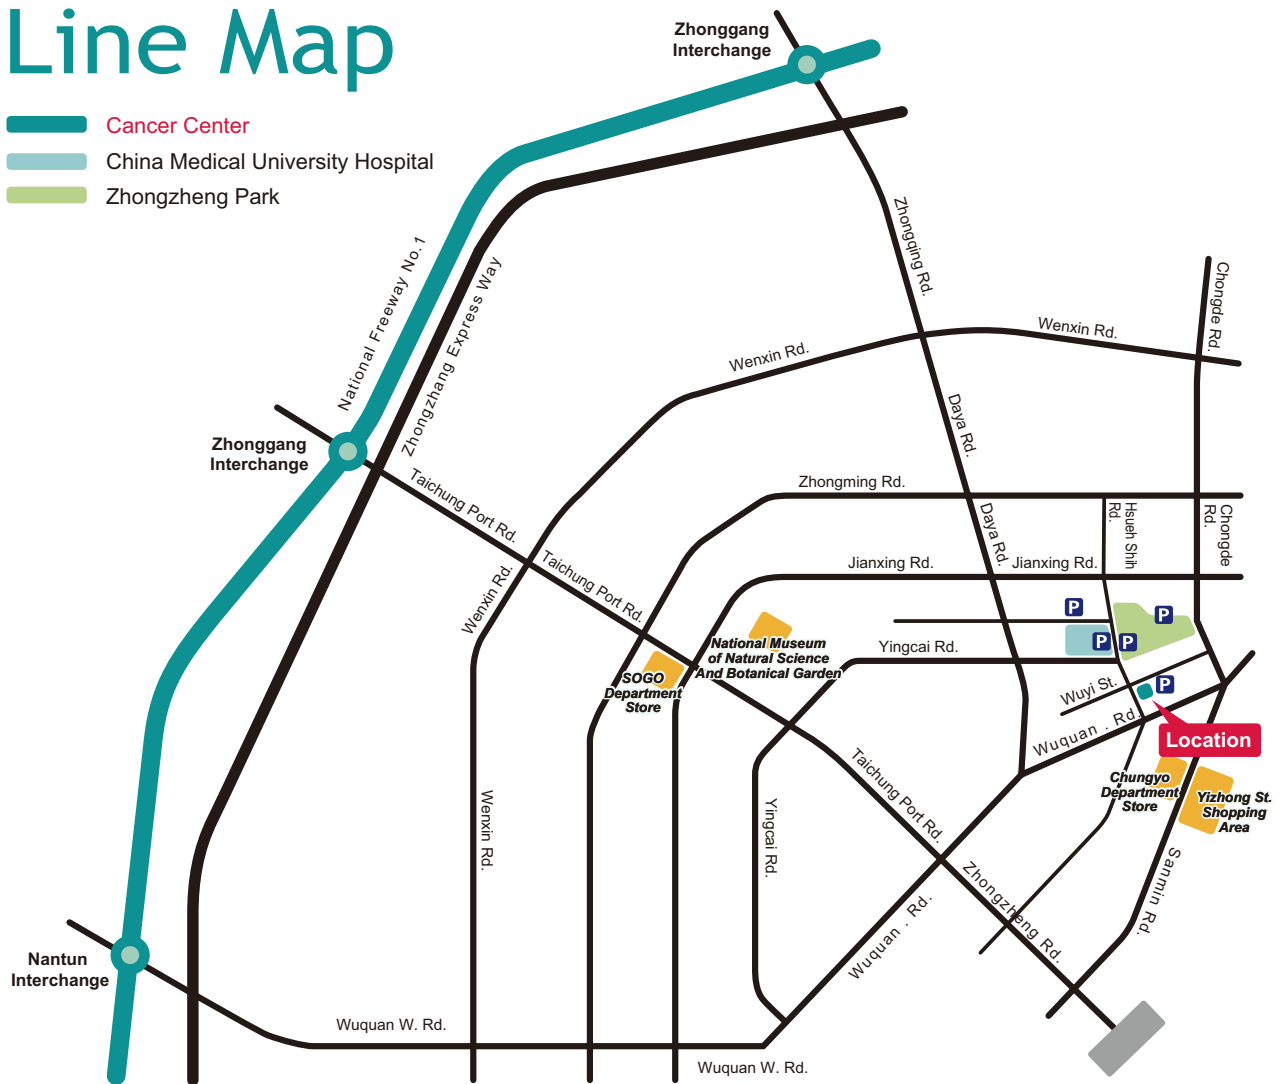 Line Map
Cancer Center
China Medical University Hospital
Zhongzheng Park
Zhonggang
Interchange
National Freeway No.1
Zhongzhang Express Way
Zhongqing Rd.
Chongde Rd.
Wenxin Rd.
Wenxin Rd.
Daya Rd.
Zhonggang
Interchange
Taichung Port Rd.
Zhongming Rd.
Hsueh Shih
Rd.
Chongde
Rd.
Daya Rd.
Taichung Port Rd.
Wenxin Rd.
Jianxing Rd.
Jianxing Rd.
P
P
P
P
National Museum
of Natural Science
And Botanical Garden
Yingcai Rd.
SOGO
Department
Store
Wuyi St.
P
Wuquan . Rd.
Location
Taichung Port Rd.
Chungyo
Department
Store
Yizhong St.
Shopping
Area
Wenxin Rd.
Yingcai Rd.
Zhongzheng Rd.
Sanmin Rd.
Wuquan . Rd.
Nantun
Interchange
Wuquan W. Rd.
Wuquan W. Rd.